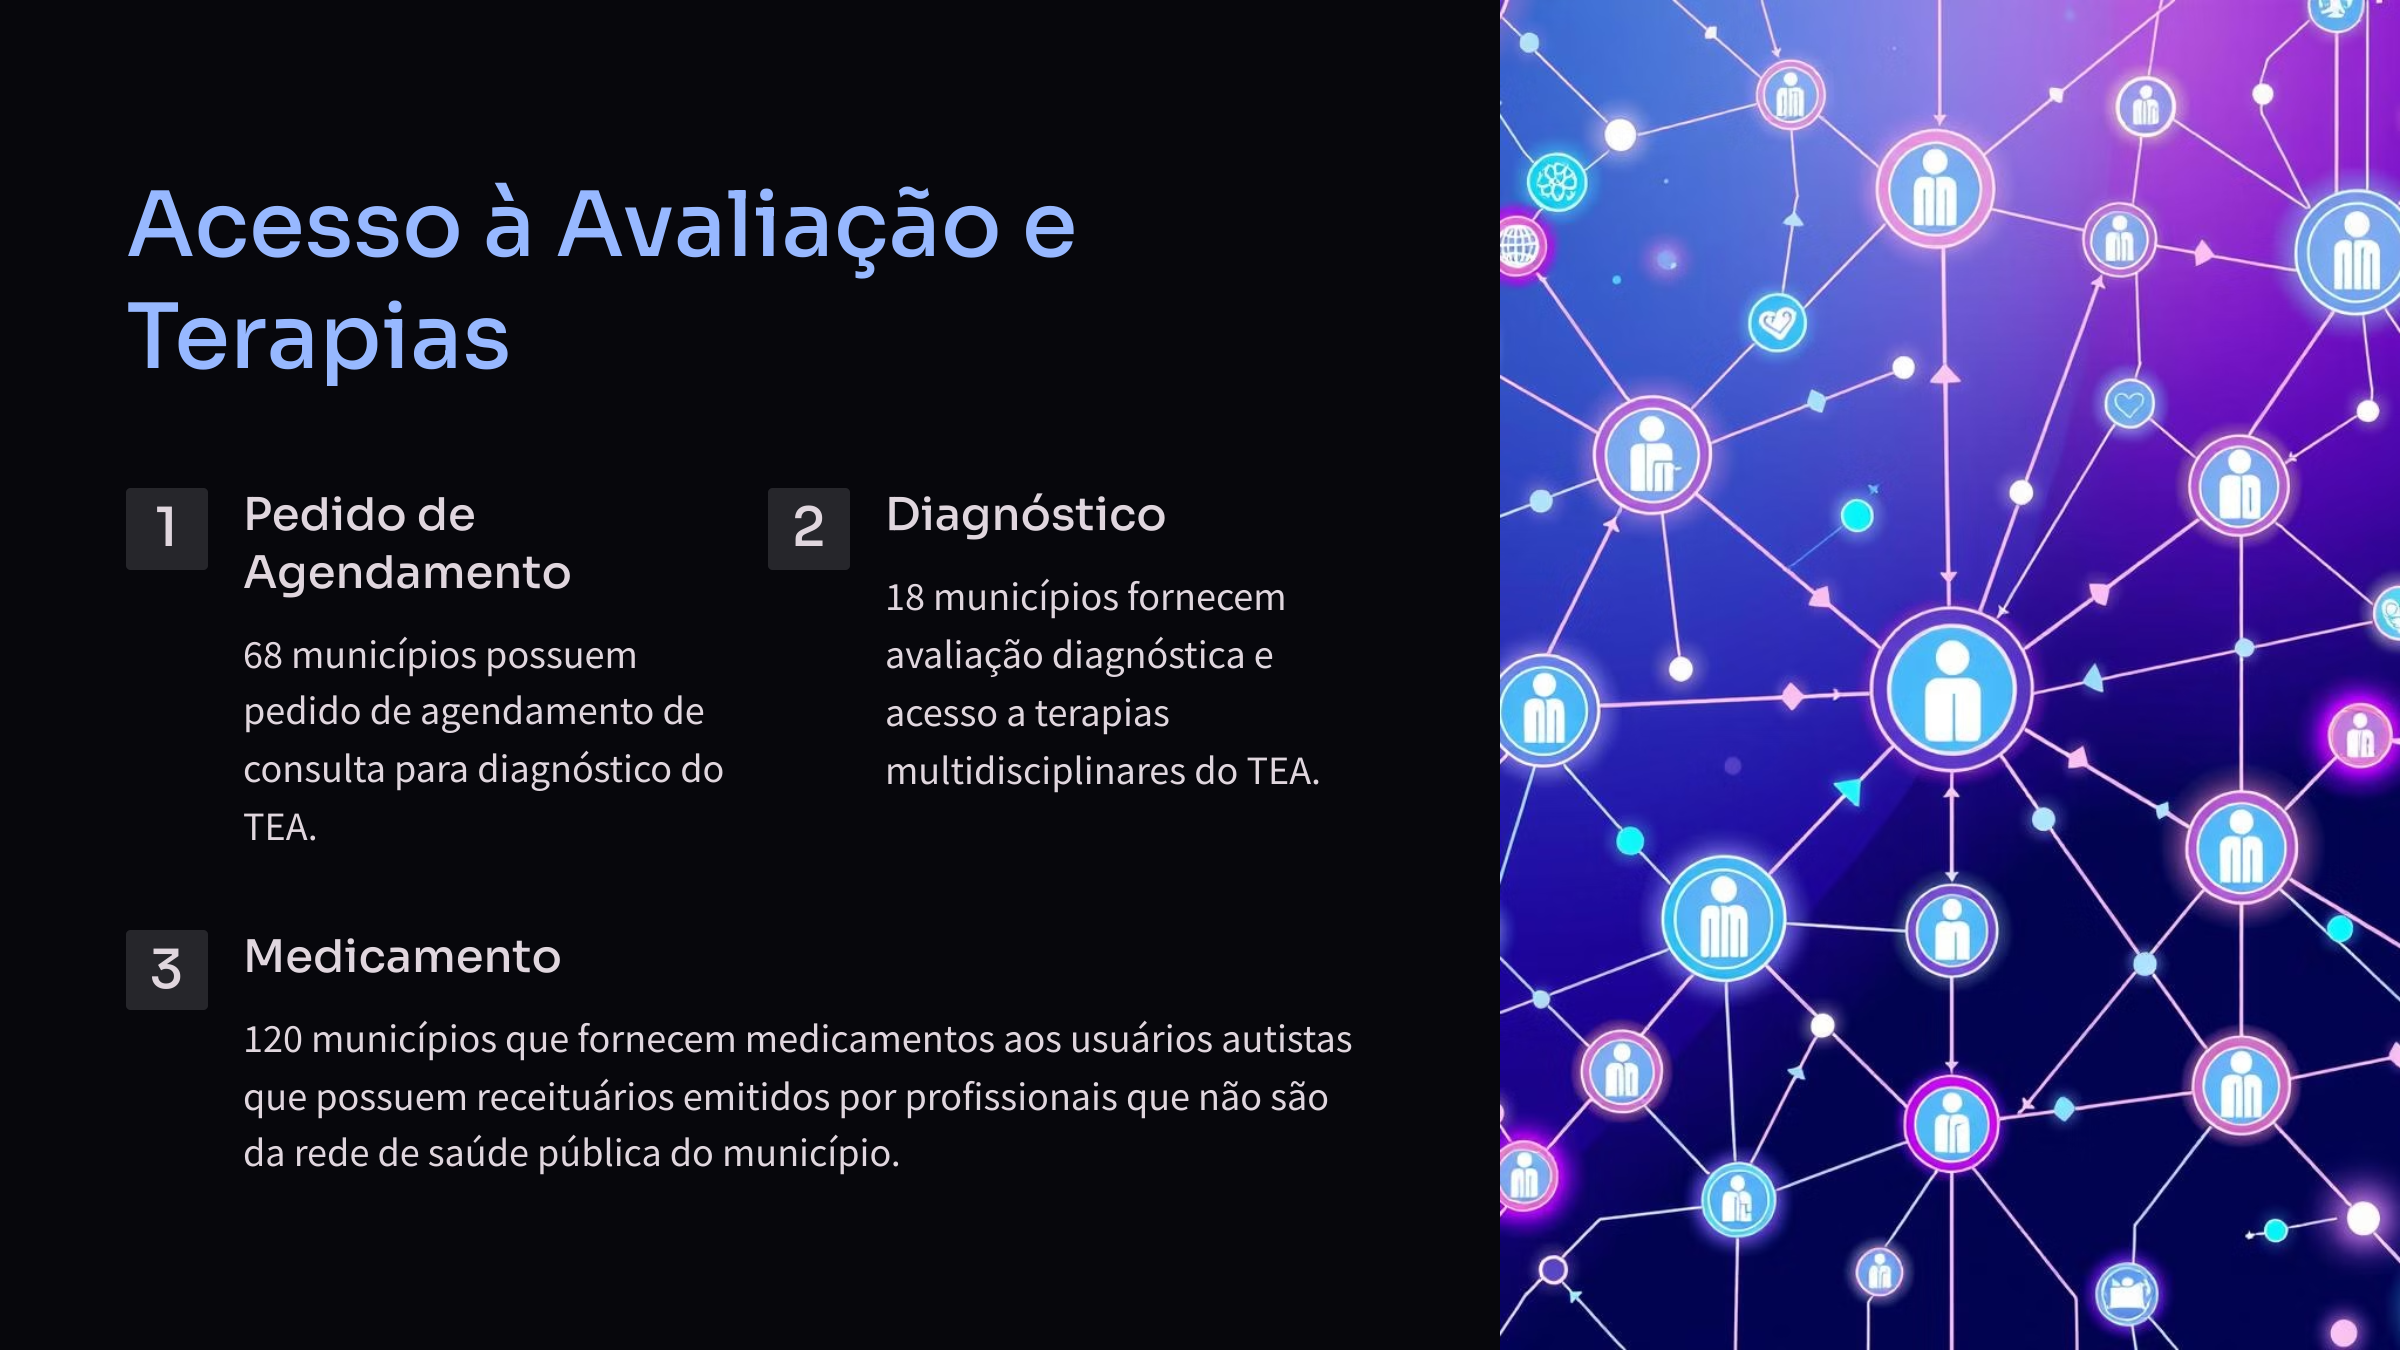 Acesso à Avaliação e
Terapias
1
Pedido de
Agendamento
68 municípios possuem
pedido de agendamento de
consulta para diagnóstico do
TEA.
2
Diagnóstico
18 municípios fornecem
avaliação diagnóstica e
acesso a terapias
multidisciplinares do TEA.
3
Medicamento
120 municípios que fornecem medicamentos aos usuários autistas
que possuem receituários emitidos por profissionais que não são
da rede de saúde pública do município.